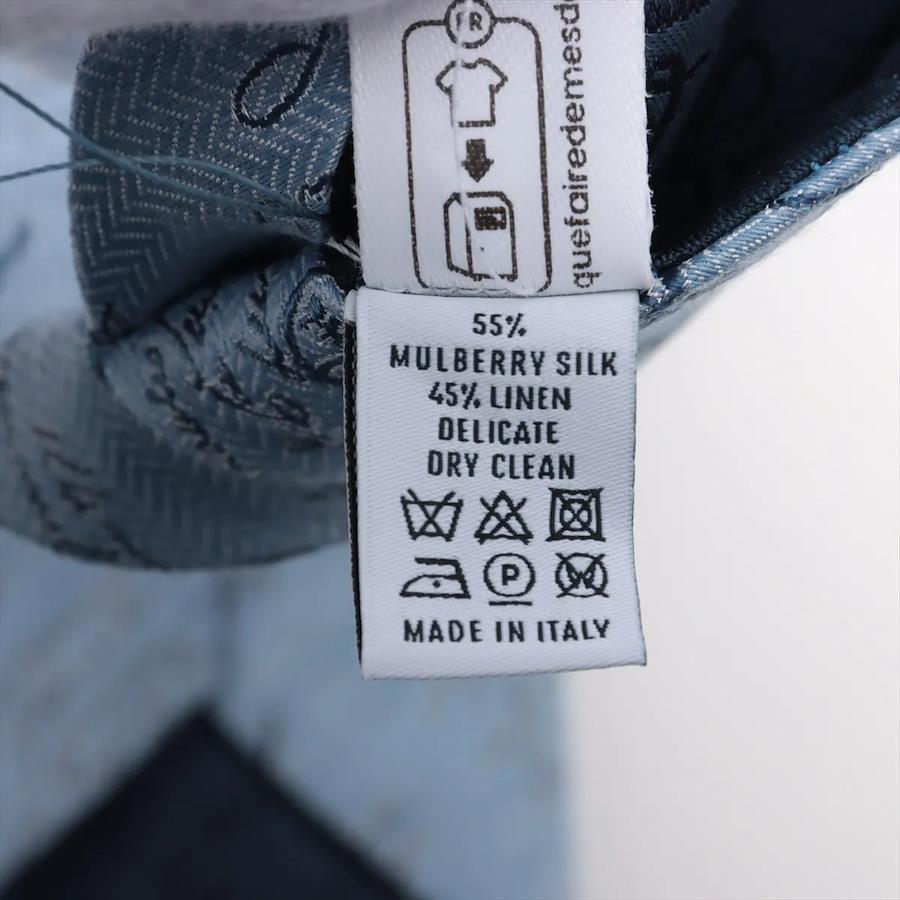 FR
quefairedemesd
55%
MULBERRY SILK
45% LINEN
DELICATE
DRY CLEAN
P
W
MADE IN ITALY